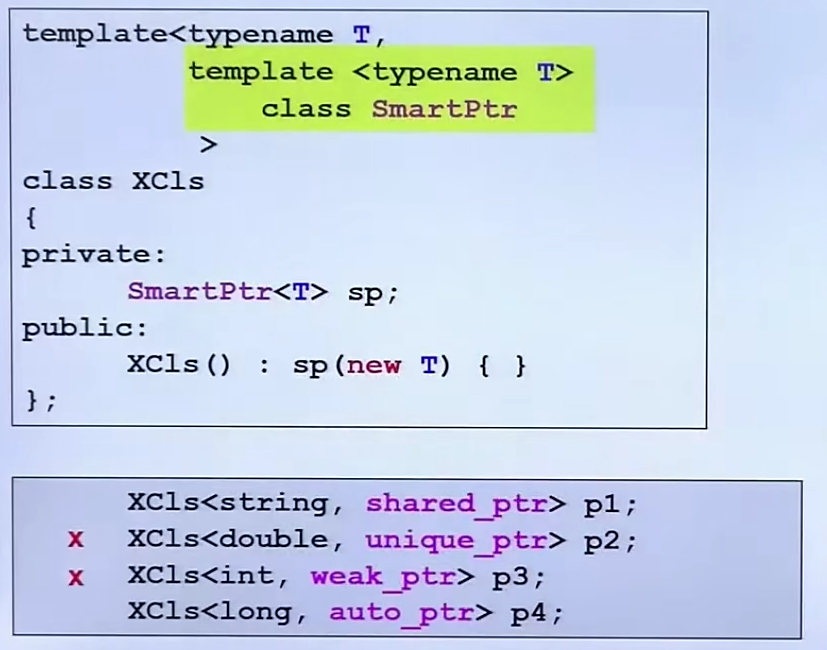 template<typename T,
template <typename T>
class SmartPtr
>
class XCls
{
private:
SmartPtr<T> sp;
public:
XCls() : sp(new T) { }
};
XCls<string, shared_ptr> p1;
x XCls<double, unique_ptr> p2;
x XCls<int, weak_ptr> p3;
XCls<long, auto_ptr> p4;